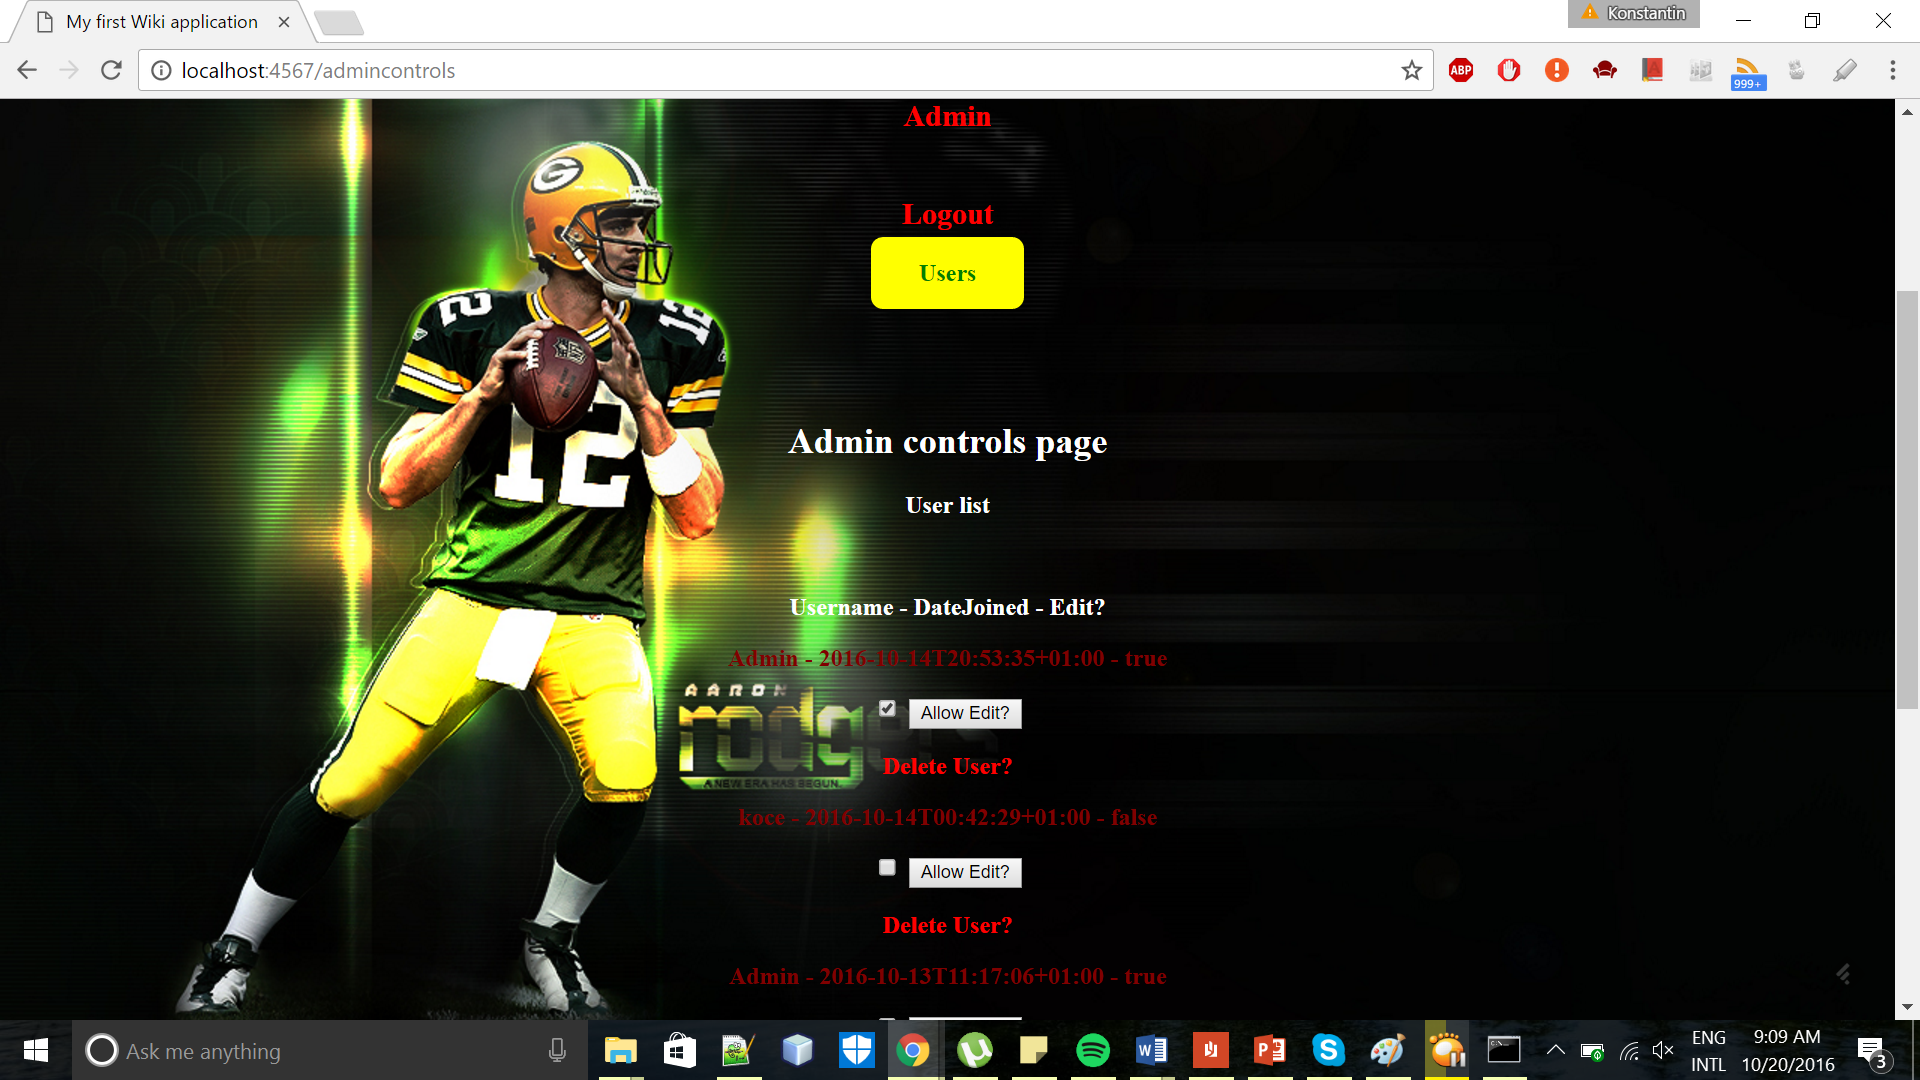 My first Wiki application
Konstantin
localhost:4567/admincontrols
ABP
999+
Admin
Logout
Users
G
12
12
12
Admin controls page
User list
Username - DateJoined - Edit?
Admin - 2016-10-14T20:53:35+01:00 - true
AARON
rodgers
A NEW ERA HAS BEGUN.
Allow Edit?
Delete User?
koce - 2016-10-14T00:42:29+01:00 - false
Allow Edit?
Delete User?
Admin - 2016-10-13T11:17:06+01:00 - true
Ask me anything
ENG
INTL
9:09 AM
10/20/2016
3